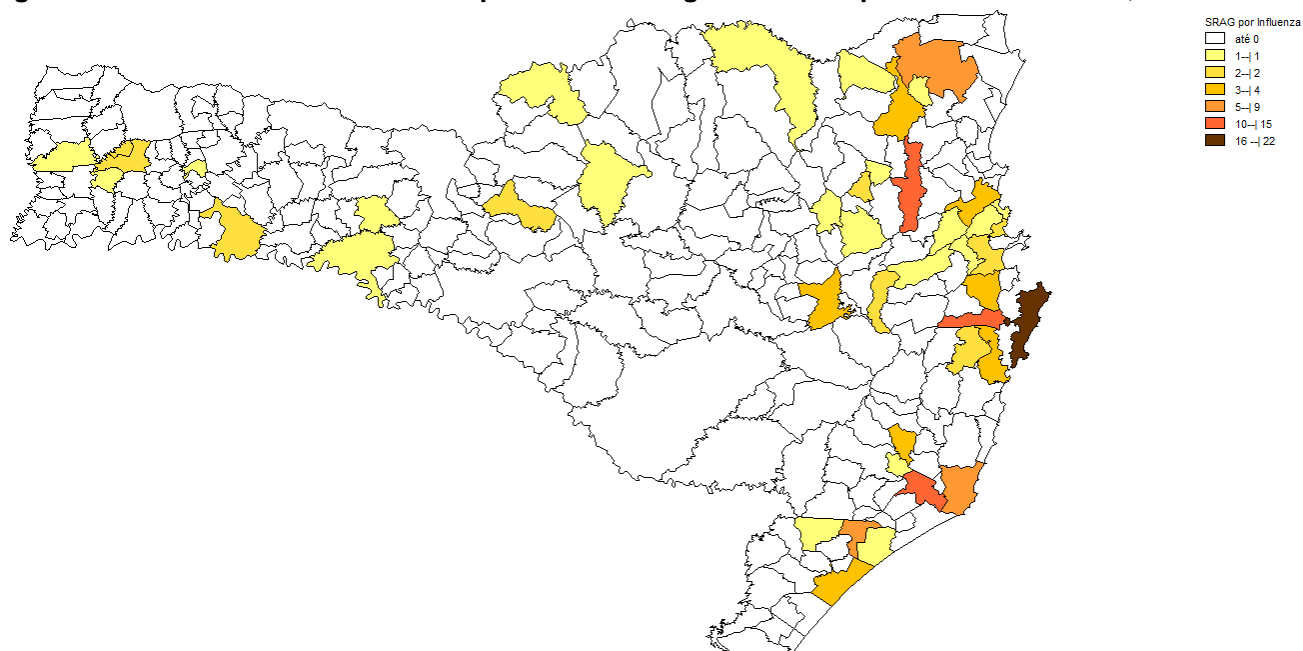 SRAG por Influenza
até 0
1--| 1
2--| 2
3--| 4
5--| 9
10--| 15
16 --| 22